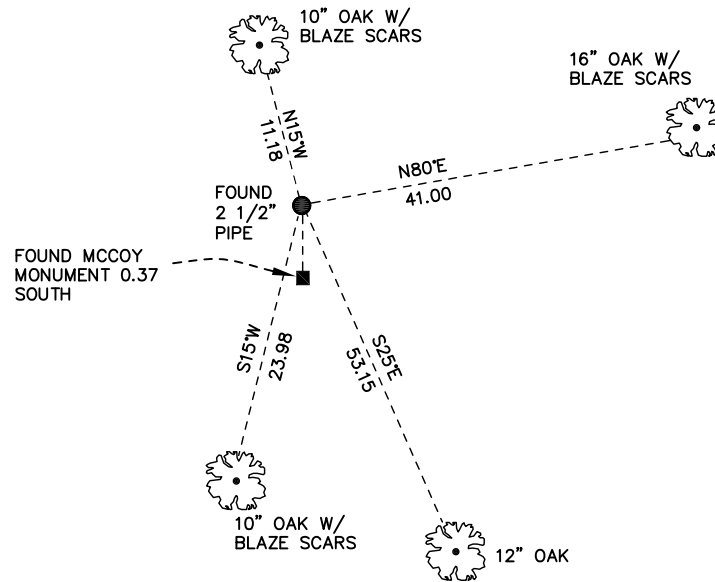 10" OAK W/
BLAZE SCARS
16" OAK W/
BLAZE SCARS
N15°W
11.18
N80°E
41.00
FOUND
2 1/2"
PIPE
FOUND MCCOY
MONUMENT 0.37
SOUTH
S15°W
23.98
S25°E
53.15
10" OAK W/
BLAZE SCARS
12" OAK